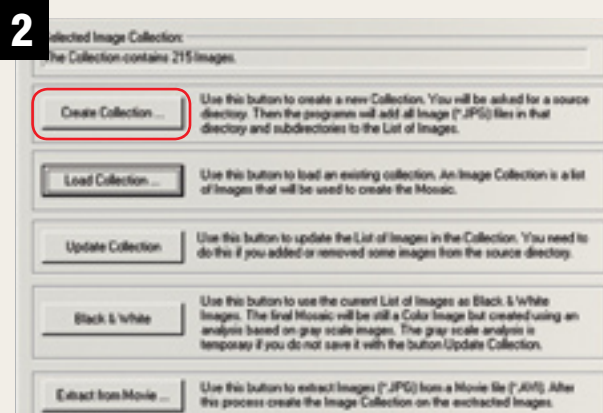 2
Selected Image Collection:
The Collection contains 215 Images.
Create Collection ...
Use this button to create a new Collection. You will be asked for a source
directory. Then the programm will add all Image (*.JPG) files in that
directory and subdirectories to the List of Images.
Load Collection ...
Use this button to load an existing collection. An Image Collection is a list
of Images that will be used to create the Mosaic.
Update Collection
Use this button to update the List of Images in the Collection. You need to
do this if you added or removed some images from the source directory.
Black & White
Use this button to use the current List of Images as Black & White
Images. The final Mosaic will be still a Color Image but created using an
analysis based on gray scale images. The gray scale analysis is
temporary if you do not save it with the button Update Collection.
Extract from Movie ...
Use this button to extract Images (*.JPG) from a Movie file (*.AVI). After
this process create the Image Collection on the exctracted Images.